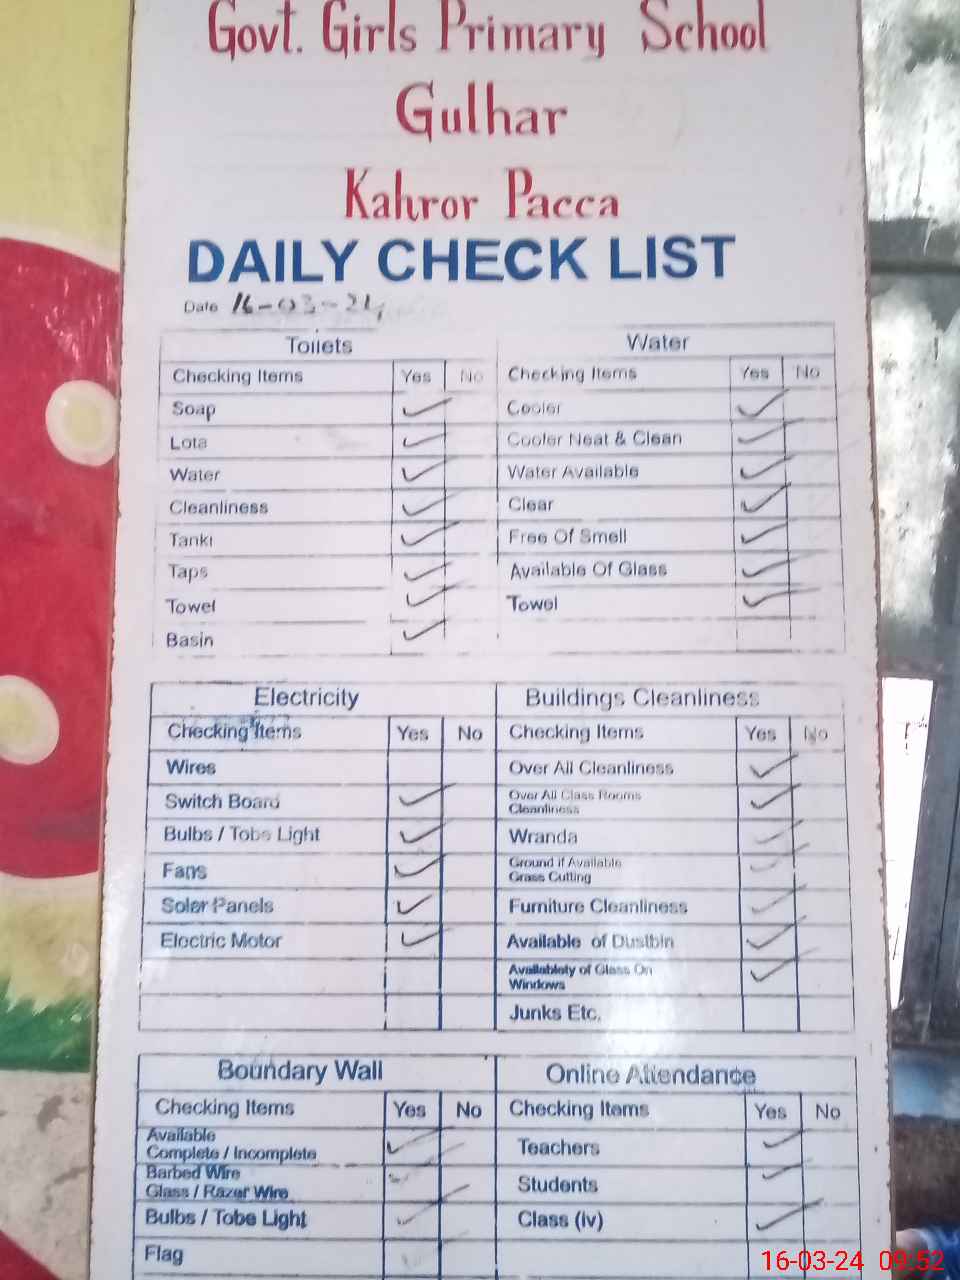 Govt. Girls Primary School
Gulhar
Kahror Pacca
DAILY CHECK LIST
Date 16-03-24
Toilets
Checking Items Yes No
Soap ✓
Lota ✓
Water ✓
Cleanliness ✓
Tanki ✓
Taps ✓
Towel ✓
Basin ✓
Water
Checking Items Yes No
Cooler ✓
Cooler Neat & Clean ✓
Water Available ✓
Clear ✓
Free Of Smell ✓
Available Of Glass ✓
Towel ✓
Electricity
Checking Items Yes No
Wires
Switch Board ✓
Bulbs / Tobe Light ✓
Fans ✓
Soler Panels ✓
Electric Motor ✓
Buildings Cleanliness
Checking Items Yes No
Over All Cleanliness ✓
Over All Class Rooms
Cleanliness ✓
Wranda ✓
Ground if Available
Grass Cutting ✓
Furniture Cleanliness ✓
Available of Dustbin ✓
Availablety of Glass On
Windows ✓
Junks Etc.
Boundary Wall
Checking Items Yes No
Available
Complete / Incomplete ✓
Barbed Wire
Glass / Razer Wire ✓
Bulbs / Tobe Light ✓
Flag
Online Attendance
Checking Items Yes No
Teachers ✓
Students ✓
Class (iv) ✓
16-03-24 09:52